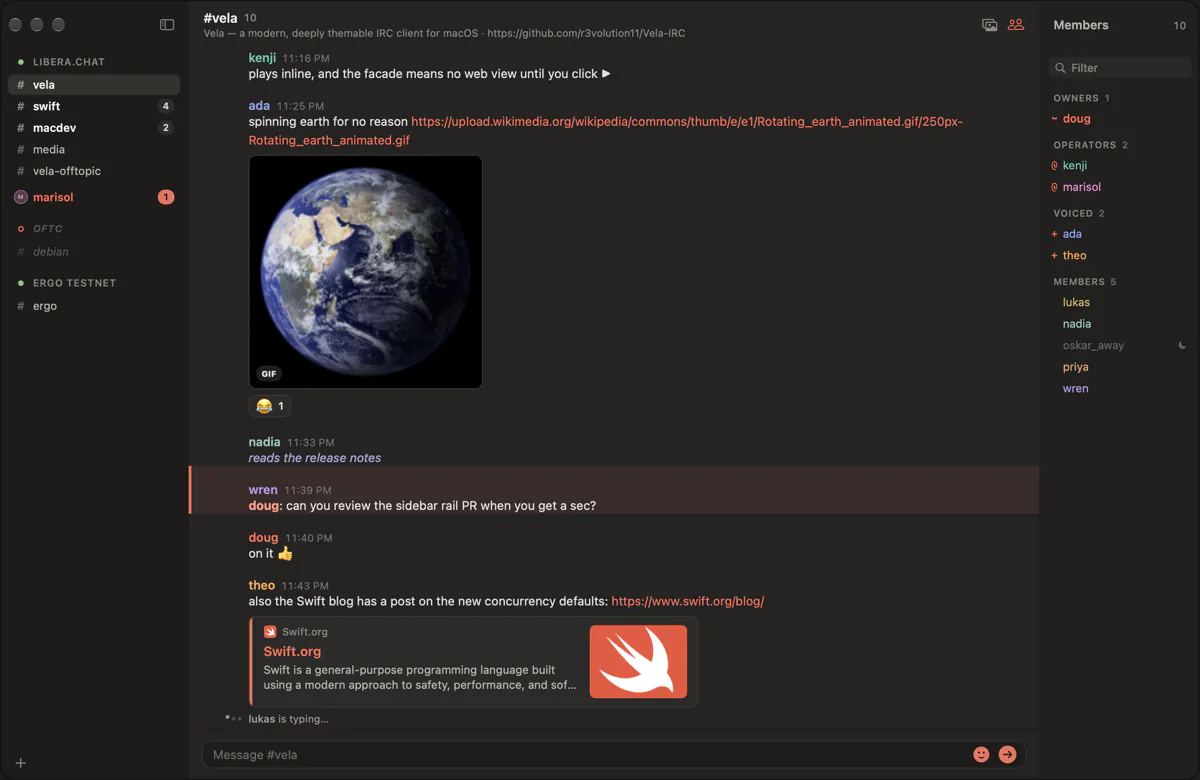 LIBERA.CHAT
# vela
# swift 4
# macdev 2
# media
# vela-offtopic
M marisol 1
OFTC
# debian
ERGO TESTNET
# ergo
+
#vela 10
Vela — a modern, deeply themable IRC client for macOS · https://github.com/r3volution11/Vela-IRC
kenji 11:16 PM
plays inline, and the facade means no web view until you click ▶
ada 11:25 PM
spinning earth for no reason https://upload.wikimedia.org/wikipedia/commons/thumb/e/e1/Rotating_earth_animated.gif/250px-
Rotating_earth_animated.gif
GIF
😂 1
nadia 11:33 PM
reads the release notes
wren 11:39 PM
doug: can you review the sidebar rail PR when you get a sec?
doug 11:40 PM
on it 👍
theo 11:43 PM
also the Swift blog has a post on the new concurrency defaults: https://www.swift.org/blog/
Swift.org
Swift.org
Swift is a general-purpose programming language built
using a modern approach to safety, performance, and sof...
lukas is typing...
Message #vela
Members 10
Filter
OWNERS 1
~ doug
OPERATORS 2
@ kenji
@ marisol
VOICED 2
+ ada
+ theo
MEMBERS 5
lukas
nadia
oskar_away
priya
wren